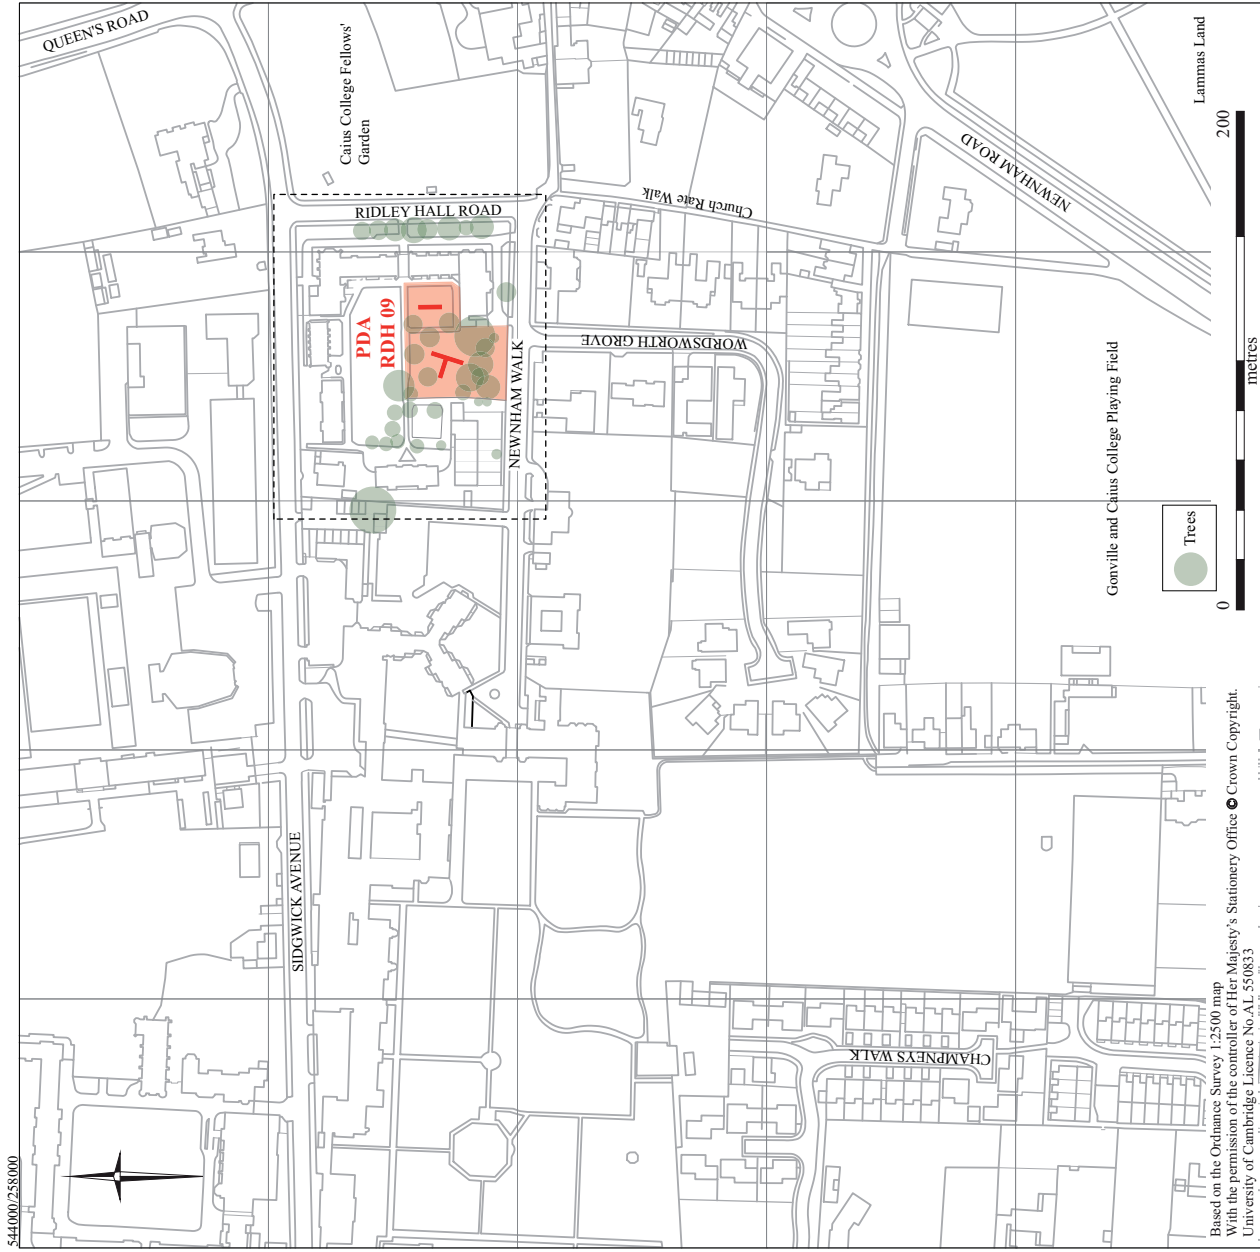 QUEEN'S ROAD
Caius College Fellows'
Garden
RIDLEY HALL ROAD
PDA
RDH 09
Church Rate Walk
NEWNHAM ROAD
Lammas Land
WORDSWORTH GROVE
NEWNHAM WALK
Gonville and Caius College Playing Field
Trees
0
200
metres
SIDGWICK AVENUE
CHAMPNEYS WALK
544000/258000
Based on the Ordnance Survey 1:2500 map
With the permission of the controller of Her Majesty's Stationery Office © Crown Copyright.
University of Cambridge Licence No.AL 550833